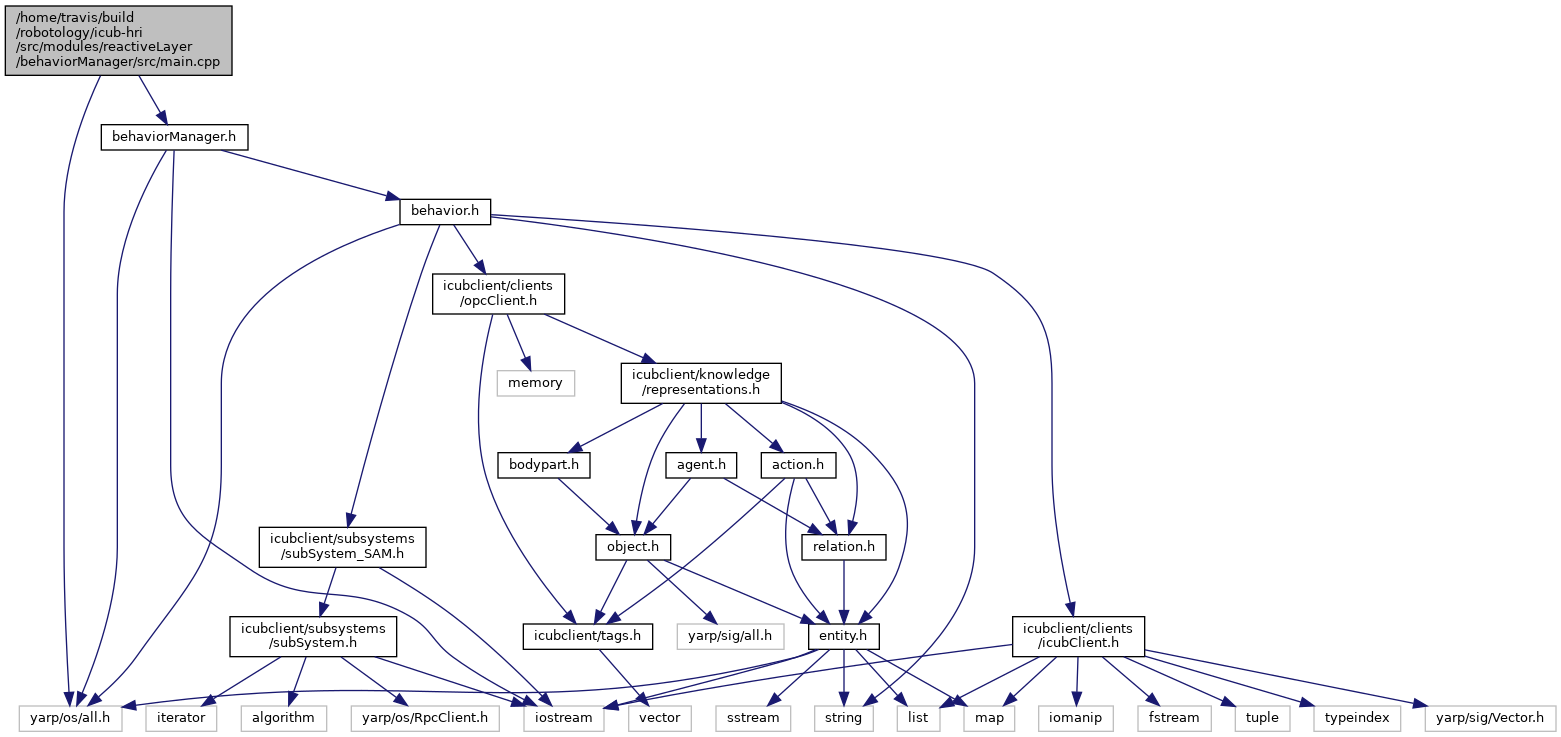 /home/travis/build
/robotology/icub-hri
/src/modules/reactiveLayer
/behaviorManager/src/main.cpp
behaviorManager.h
behavior.h
icubclient/clients
/opcClient.h
memory
icubclient/knowledge
/representations.h
bodypart.h
agent.h
action.h
icubclient/subsystems
/subSystem_SAM.h
object.h
relation.h
icubclient/subsystems
/subSystem.h
icubclient/tags.h
yarp/sig/all.h
entity.h
icubclient/clients
/icubClient.h
yarp/os/all.h
iterator
algorithm
yarp/os/RpcClient.h
iostream
vector
sstream
string
list
map
iomanip
fstream
tuple
typeindex
yarp/sig/Vector.h